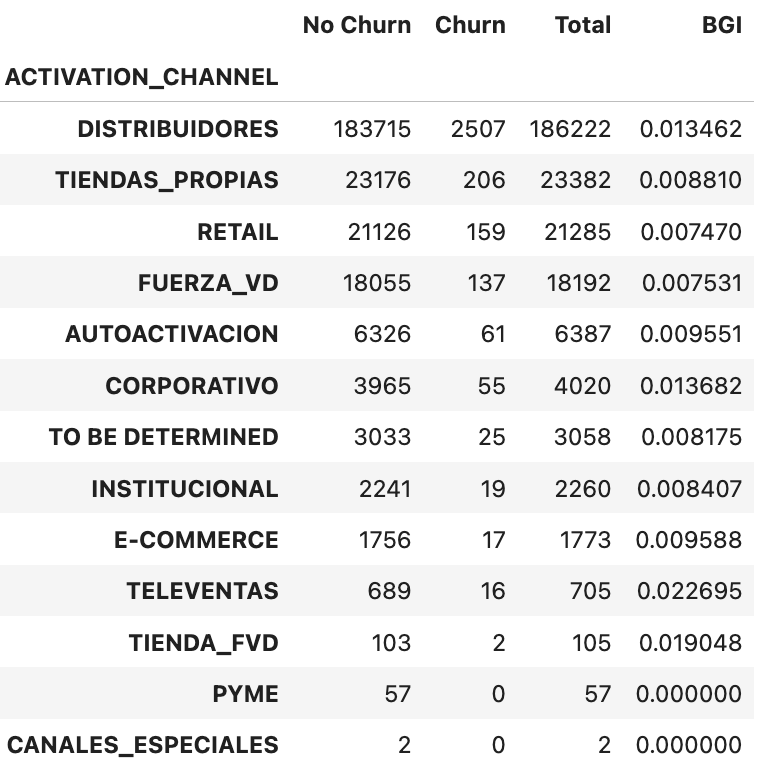 No Churn Churn Total BGI
ACTIVATION_CHANNEL
DISTRIBUIDORES 183715 2507 186222 0.013462
TIENDAS_PROPIAS 23176 206 23382 0.008810
RETAIL 21126 159 21285 0.007470
FUERZA_VD 18055 137 18192 0.007531
AUTOACTIVACION 6326 61 6387 0.009551
CORPORATIVO 3965 55 4020 0.013682
TO BE DETERMINED 3033 25 3058 0.008175
INSTITUCIONAL 2241 19 2260 0.008407
E-COMMERCE 1756 17 1773 0.009588
TELEVENTAS 689 16 705 0.022695
TIENDA_FVD 103 2 105 0.019048
PYME 57 0 57 0.000000
CANALES_ESPECIALES 2 0 2 0.000000